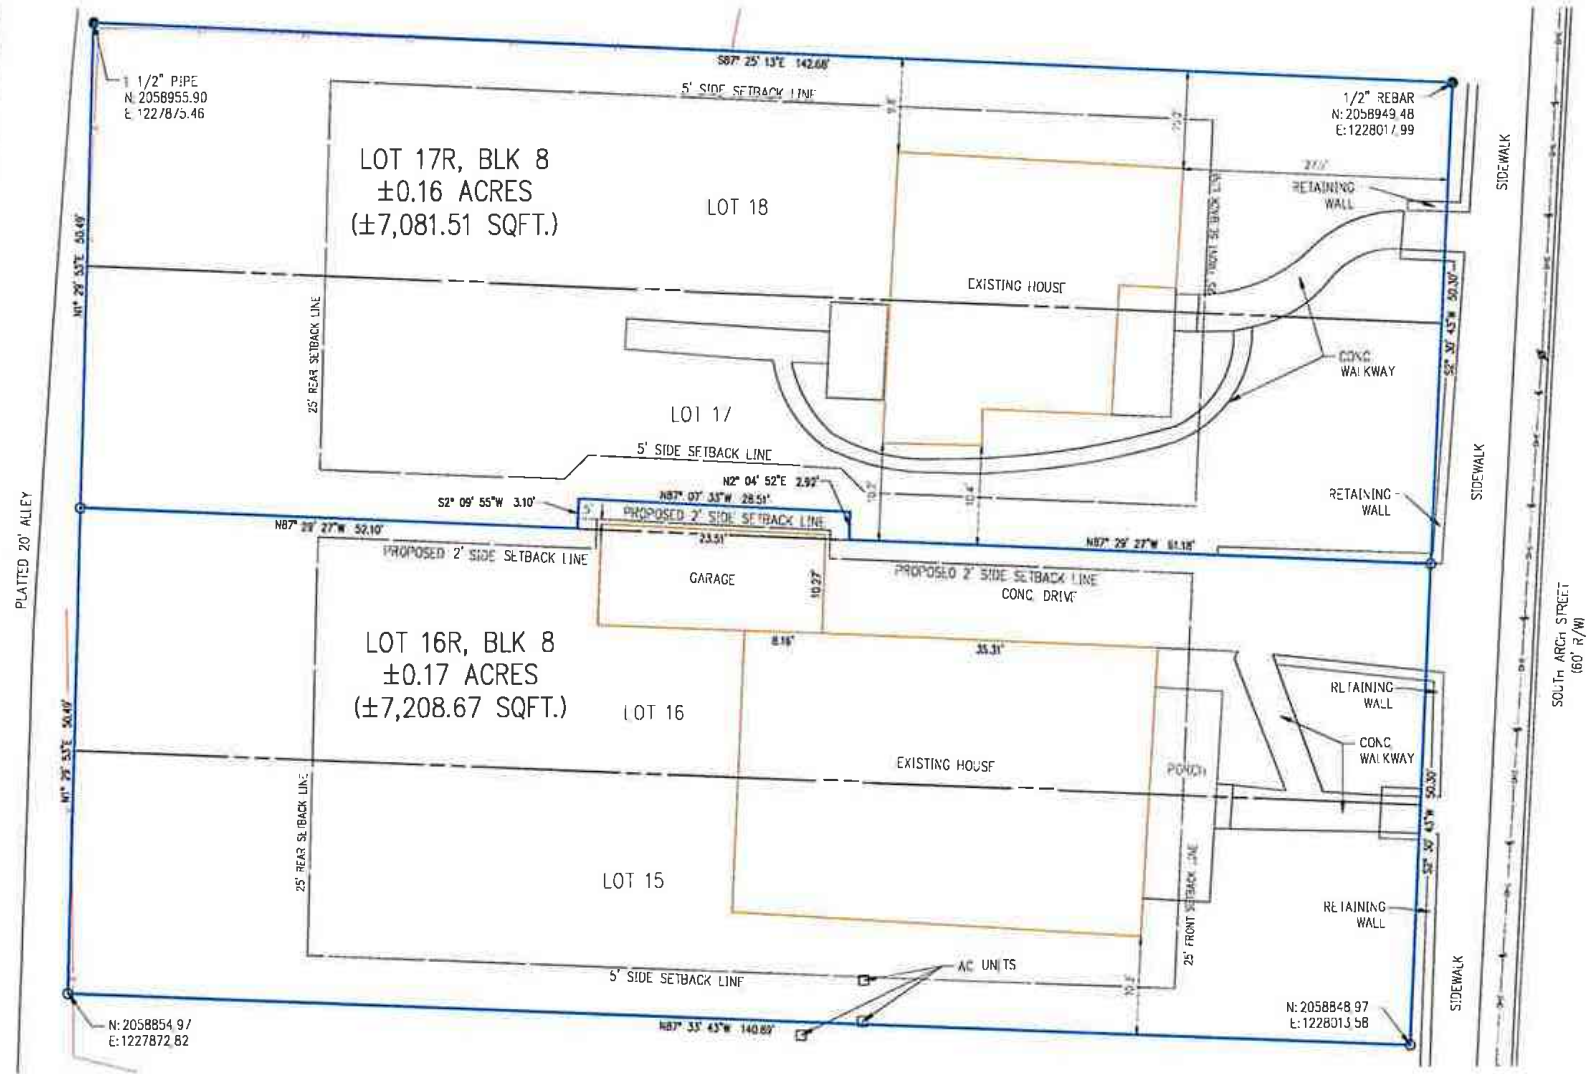 S87° 25' 13"E 142.68'
1 1/2" PIPE
N: 2058955.90
E: 1227875.46
5' SIDE SETBACK LINE
1/2" REBAR
N: 2058949.48
E: 1228017.99
SIDEWALK
LOT 17R, BLK 8
±0.16 ACRES
(±7,081.51 SQFT.)
LOT 18
9.8'
RETAINING
WALL
25' FRONT SETBACK LINE
N1° 29' 53"E 50.49'
EXISTING HOUSE
S2° 30' 43"W 50.30'
25' REAR SETBACK LINE
CONC
WALKWAY
LOT 17
5' SIDE SETBACK LINE
SIDEWALK
N2° 04' 52"E 2.92'
S2° 09' 55"W 3.10'
N87° 07' 33"W 28.51'
10.2'
10.4'
RETAINING
WALL
5'
PROPOSED 2' SIDE SETBACK LINE
N87° 29' 27"W 52.10'
23.51'
N87° 29' 27"W 61.18'
PROPOSED 2' SIDE SETBACK LINE
PLATTED 20' ALLEY
GARAGE
10.27'
PROPOSED 2' SIDE SETBACK LINE
CONC. DRIVE
SOUTH ARCH STREET
(60' R/W)
LOT 16R, BLK 8
±0.17 ACRES
(±7,208.67 SQFT.)
8.16'
35.31'
LOT 16
RETAINING
WALL
N1° 29' 53"E 50.49'
EXISTING HOUSE
PORCH
CONC
WALKWAY
S2° 30' 43"W 50.30'
25' REAR SETBACK LINE
LOT 15
25' FRONT SETBACK LINE
RETAINING
WALL
5' SIDE SETBACK LINE
AC UNITS
SIDEWALK
N: 2058854.97
E: 1227872.82
N87° 33' 43"W 140.89'
N: 2058848.97
E: 1228013.58